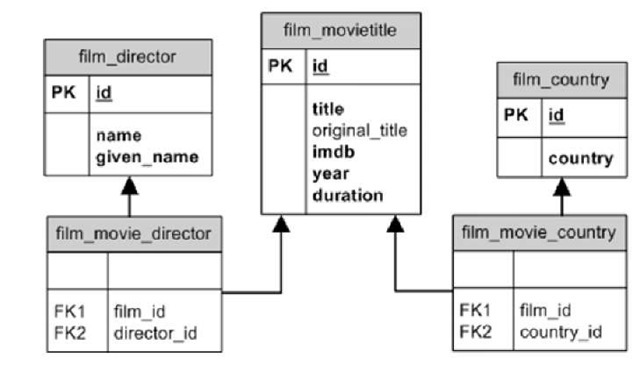 film_director
PK id
name
given_name
film_movietitle
PK id
title
original_title
imdb
year
duration
film_country
PK id
country
film_movie_director
FK1 film_id
FK2 director_id
film_movie_country
FK1 film_id
FK2 country_id